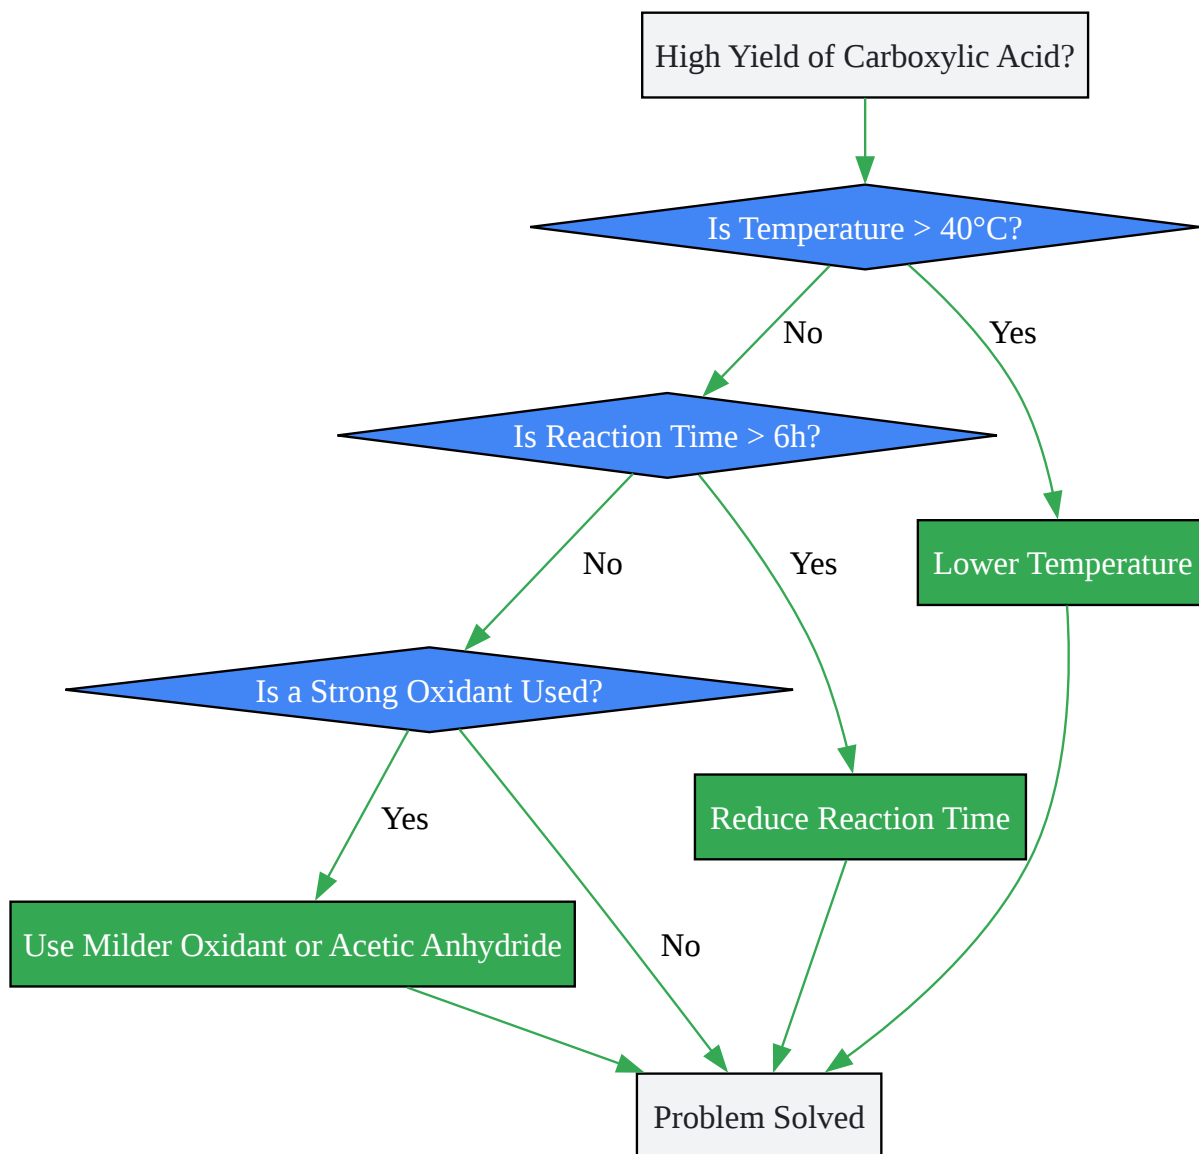 High Yield of Carboxylic Acid?
Is Temperature > 40°C?
No
Yes
Is Reaction Time > 6h?
No
Yes
Lower Temperature
Is a Strong Oxidant Used?
Yes
Reduce Reaction Time
Use Milder Oxidant or Acetic Anhydride
No
Problem Solved